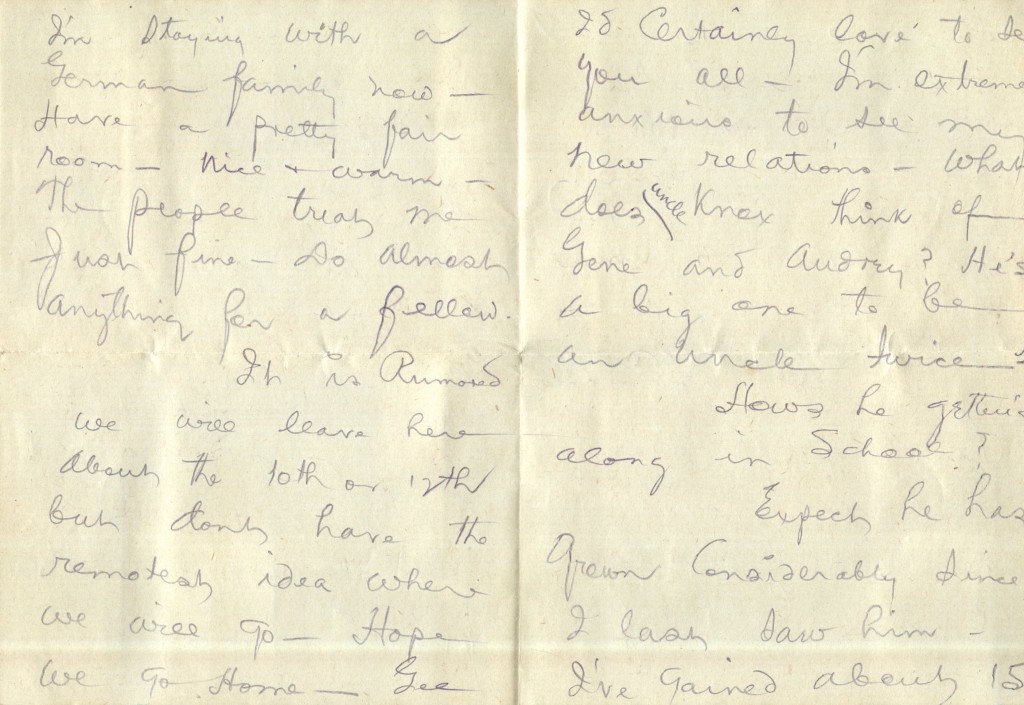 I'm staying with a
German family now —
Have a pretty fair
room — nice + warm —
The people treat me
Just fine — Do almost
anything for a fellow.
It is Rumored
we will leave here
about the 10th or 12th
but don't have the
remotest idea where
we will go — Hope
we go Home — Gee
I'd Certainly love to se
you all — I'm extreme
anxious to see my
new relations — What
does uncle Knox think of
Gene and Audrey? He's
a big one to be
an uncle twice —
Hows he gettin
along in School?
Expect he has
Grown Considerably since
I last saw him —
I've gained about 15